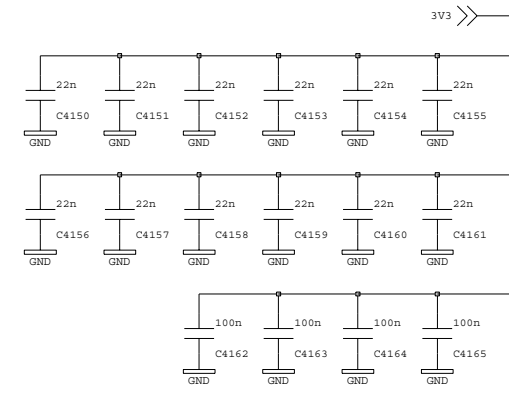 3V3
22n 22n 22n 22n 22n 22n
C4150 C4151 C4152 C4153 C4154 C4155
GND GND GND GND GND GND
22n 22n 22n 22n 22n 22n
C4156 C4157 C4158 C4159 C4160 C4161
GND GND GND GND GND GND
100n 100n 100n 100n
C4162 C4163 C4164 C4165
GND GND GND GND